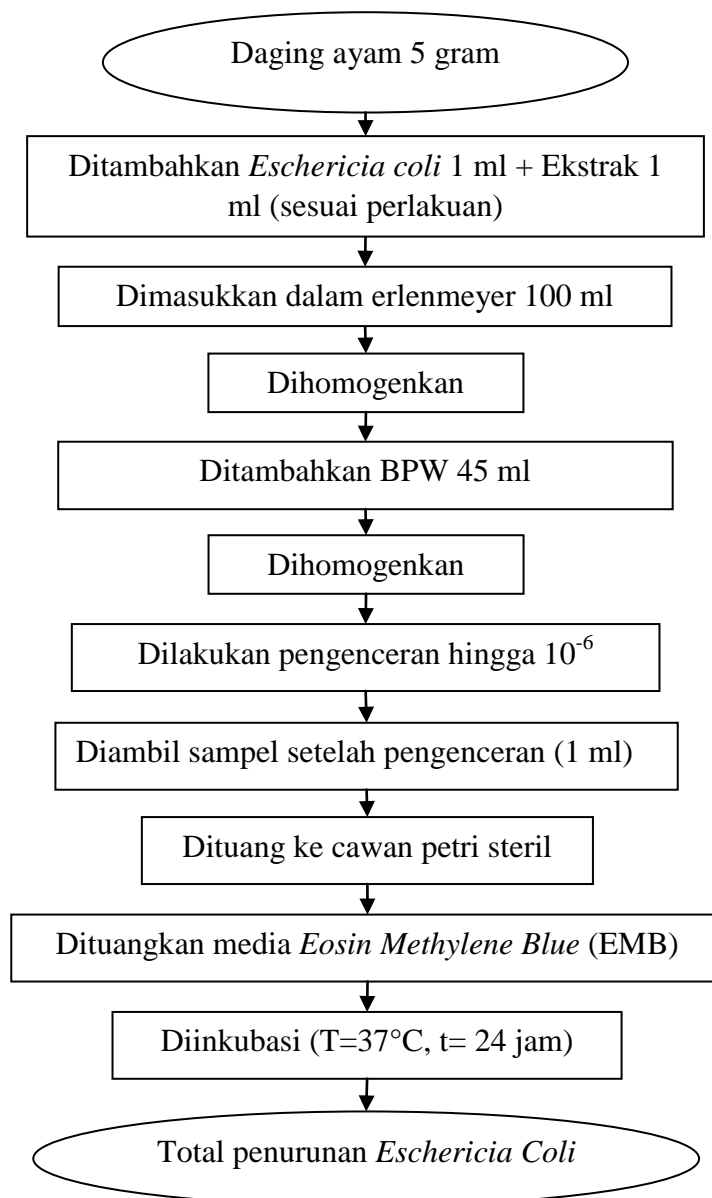 Daging ayam 5 gram
Ditambahkan Eschericia coli 1 ml + Ekstrak 1
ml (sesuai perlakuan)
Dimasukkan dalam erlenmeyer 100 ml
Dihomogenkan
Ditambahkan BPW 45 ml
Dihomogenkan
Dilakukan pengenceran hingga 10⁻⁶
Diambil sampel setelah pengenceran (1 ml)
Dituang ke cawan petri steril
Dituangkan media Eosin Methylene Blue (EMB)
Diinkubasi (T=37°C, t= 24 jam)
Total penurunan Eschericia Coli